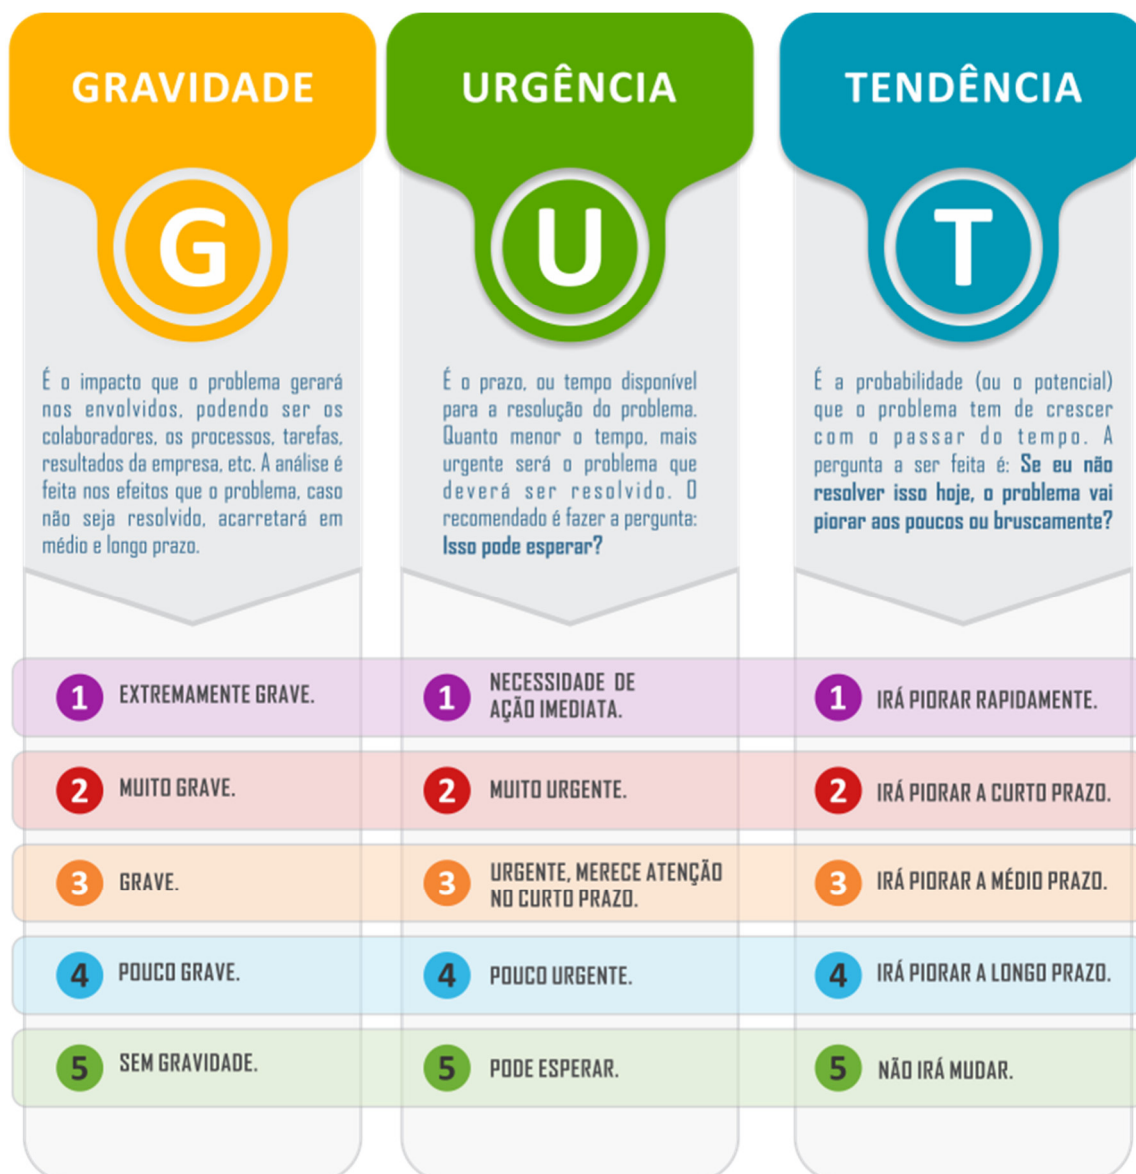 GRAVIDADE
G
É o impacto que o problema gerará
nos envolvidos, podendo ser os
colaboradores, os processos, tarefas,
resultados da empresa, etc. A análise é
feita nos efeitos que o problema, caso
não seja resolvido, acarretará em
médio e longo prazo.
URGÊNCIA
U
É o prazo, ou tempo disponível
para a resolução do problema.
Quanto menor o tempo, mais
urgente será o problema que
deverá ser resolvido. O
recomendado é fazer a pergunta:
Isso pode esperar?
TENDÊNCIA
T
É a probabilidade (ou o potencial)
que o problema tem de crescer
com o passar do tempo. A
pergunta a ser feita é: Se eu não
resolver isso hoje, o problema vai
piorar aos poucos ou bruscamente?
1 EXTREMAMENTE GRAVE.
1 NECESSIDADE DE
AÇÃO IMEDIATA.
1 IRÁ PIORAR RAPIDAMENTE.
2 MUITO GRAVE.
2 MUITO URGENTE.
2 IRÁ PIORAR A CURTO PRAZO.
3 GRAVE.
3 URGENTE, MERECE ATENÇÃO
NO CURTO PRAZO.
3 IRÁ PIORAR A MÉDIO PRAZO.
4 POUCO GRAVE.
4 POUCO URGENTE.
4 IRÁ PIORAR A LONGO PRAZO.
5 SEM GRAVIDADE.
5 PODE ESPERAR.
5 NÃO IRÁ MUDAR.